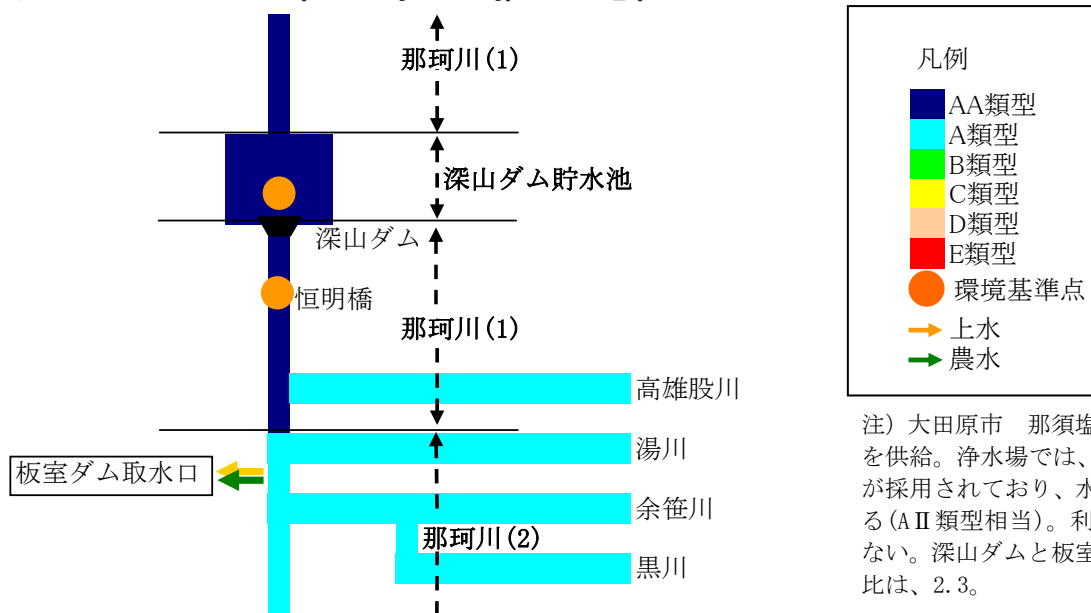 那珂川(1)
深山ダム貯水池
深山ダム
恒明橋
那珂川(1)
高雄股川
湯川
板室ダム取水口
余笹川
那珂川(2)
黒川
凡例
AA類型
A類型
B類型
C類型
D類型
E類型
環境基準点
上水
農水
注) 大田原市 那須塩
を供給。浄水場では、
が採用されており、水
る(AⅡ類型相当)。利
ない。深山ダムと板室
比は、2.3。